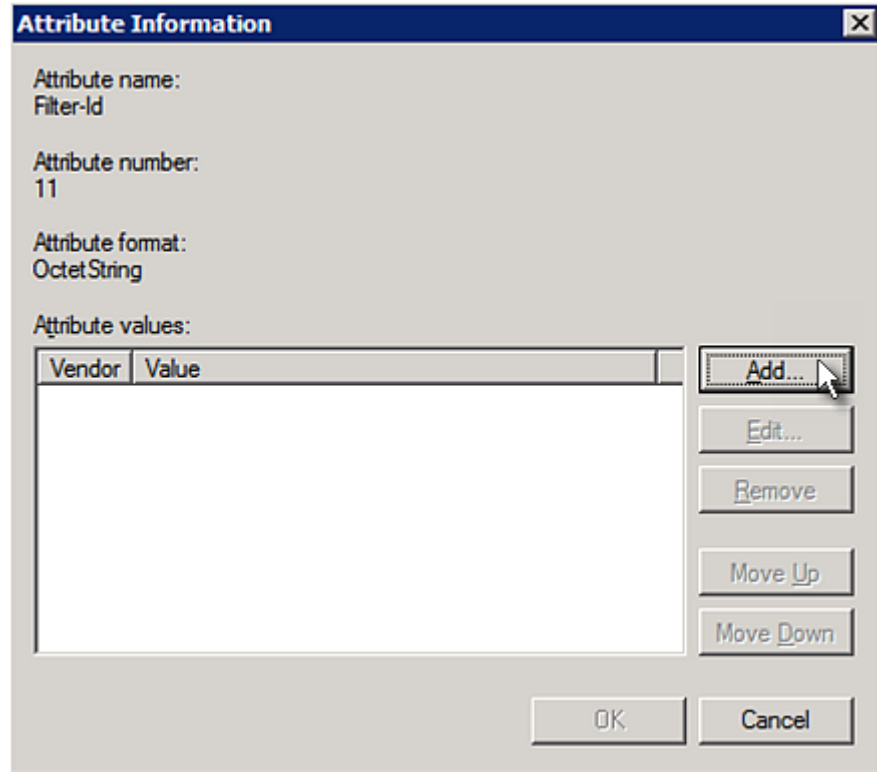 Attribute Information
Attribute name:
Filter-Id
Attribute number:
11
Attribute format:
OctetString
Attribute values:
Vendor Value
Add...
Edit...
Remove
Move Up
Move Down
OK Cancel